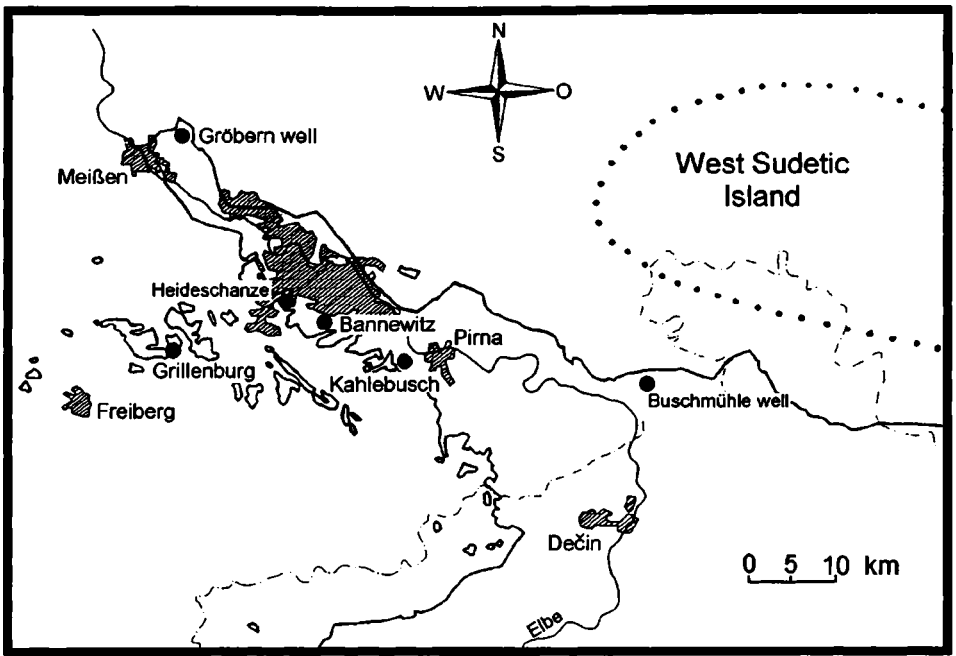 N
W O
S
Gröbern well
Meißen
West Sudetic
Island
Heideschanze
Bannewitz
Pirna
Grillenburg
Kahlebusch
Freiberg
Buschmühle well
Dečin
0 5 10 km
Elbe